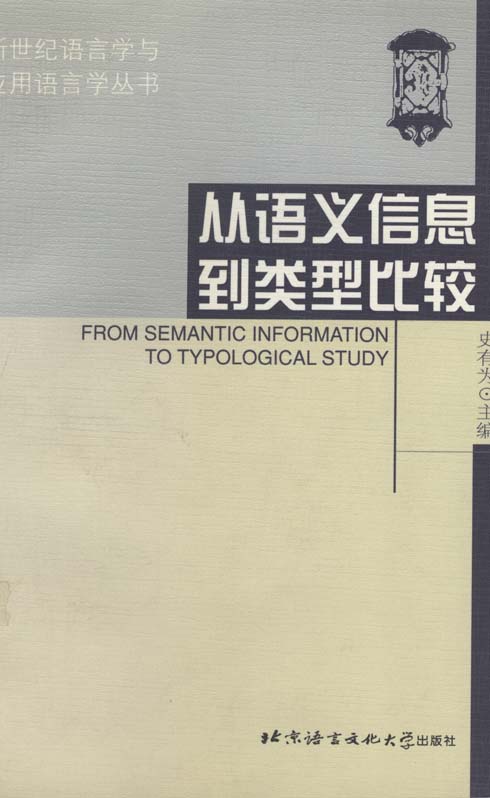 新世纪语言学与
应用语言学丛书
从语义信息
到类型比较
FROM SEMANTIC INFORMATION
TO TYPOLOGICAL STUDY
史有为⊙主编
北京语言文化大学出版社